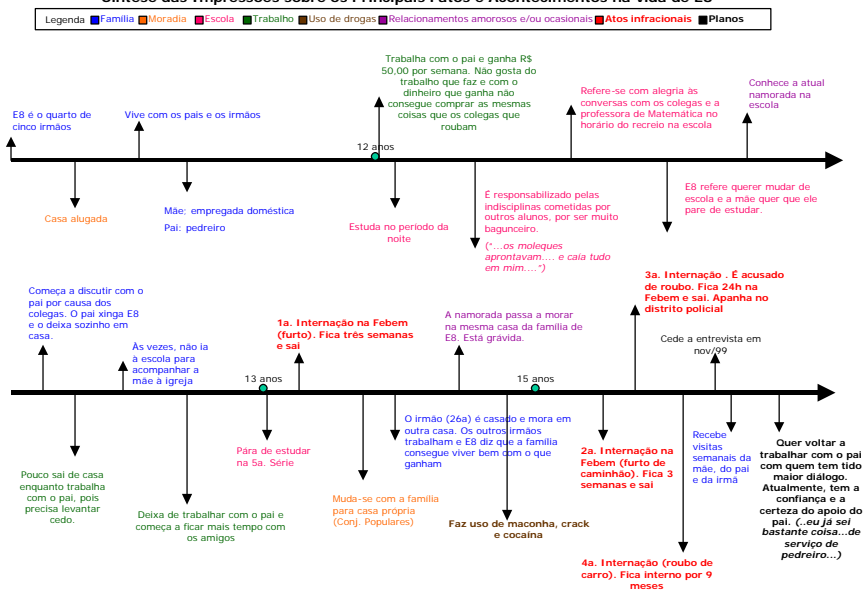 Síntese das Impressões sobre os Principais Fatos e Acontecimentos na Vida de E8
Legenda Família Moradia Escola Trabalho Uso de drogas Relacionamentos amorosos e/ou ocasionais Atos infracionais Planos
E8 é o quarto de
cinco irmãos
Vive com os pais e os irmãos
Trabalha com o pai e ganha R$
50,00 por semana. Não gosta do
trabalho que faz e com o
dinheiro que ganha não
consegue comprar as mesmas
coisas que os colegas que
roubam
Refere-se com alegria às
conversas com os colegas e a
professora de Matemática no
horário do recreio na escola
Conhece a atual
namorada na
escola
12 anos
Casa alugada
Mãe: empregada doméstica
Pai: pedreiro
Estuda no período da
noite
É responsabilizado pelas
indisciplinas cometidas por
outros alunos, por ser muito
bagunceiro.
("...os moleques
aprontavam.... e caia tudo
em mim....")
E8 refere querer mudar de
escola e a mãe quer que ele
pare de estudar.
Começa a discutir com o
pai por causa dos
colegas. O pai xinga E8
e o deixa sozinho em
casa.
Às vezes, não ia
à escola para
acompanhar a
mãe à igreja
1a. Internação na Febem
(furto). Fica três semanas
e sai
A namorada passa a morar
na mesma casa da família de
E8. Está grávida.
3a. Internação . É acusado
de roubo. Fica 24h na
Febem e sai. Apanha no
distrito policial
Cede a entrevista em
nov/99
13 anos
15 anos
Pouco sai de casa
enquanto trabalha
com o pai, pois
precisa levantar
cedo.
Deixa de trabalhar com o pai e
começa a ficar mais tempo com
os amigos
Pára de estudar
na 5a. Série
Muda-se com a família
para casa própria
(Conj. Populares)
O irmão (26a) é casado e mora em
outra casa. Os outros irmãos
trabalham e E8 diz que a família
consegue viver bem com o que
ganham
Faz uso de maconha, crack
e cocaína
2a. Internação na
Febem (furto de
caminhão). Fica 3
semanas e sai
4a. Internação (roubo de
carro). Fica interno por 9
meses
Recebe
visitas
semanais da
mãe, do pai
e da irmã
Quer voltar a
trabalhar com o pai
com quem tem tido
maior diálogo.
Atualmente, tem a
confiança e a
certeza do apoio do
pai. (..eu já sei
bastante coisa...de
serviço de
pedreiro...)